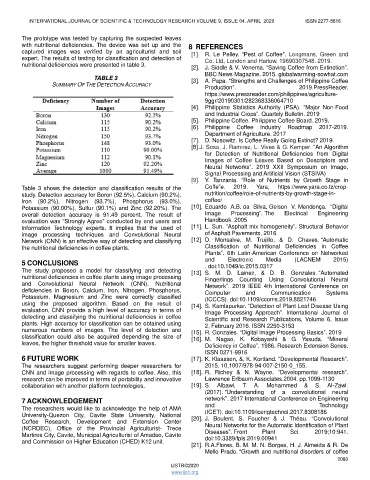 INTERNATIONAL JOURNAL OF SCIENTIFIC & TECHNOLOGY RESEARCH VOLUME 9, ISSUE 04, APRIL 2020
ISSN 2277-8616
The prototype was tested by capturing the suspected leaves
with nutritional deficiencies. The device was set up and the
captured images was verified by an agriculturist and soil
expert. The results of testing for classification and detection of
nutritional deficiencies were presented in table 3.
TABLE 3
SUMMARY OF THE DETECTION ACCURACY
Deficiency Number of Images Detection Accuracy
Boron 130 92.5%
Calcium 115 90.2%
Iron 115 90.2%
Nitrogen 150 93.7%
Phosphorus 148 93.0%
Potassium 110 90.00%
Magnesium 112 90.1%
Zinc 120 92.20%
Average 1000 91.49%
Table 3 shows the detection and classification results of the
study. Detection accuracy for Boron (92.5%), Calcium (90.2%),
Iron (90.2%), Nitrogen (93.7%), Phosphorus, (93.0%),
Potassium (90.00%), Sulfur (90.1%) and Zinc (92.20%). The
overall detection accuracy is 91.49 percent. The result of
evaluation was "Strongly Agree" conducted by end users and
Information Technology experts. It implies that the used of
image processing techniques and Convolutional Neural
Network (CNN) is an effective way of detecting and classifying
the nutritional deficiencies in the coffee plants.
5 CONCLUSIONS
The study proposed a model for classifying and detecting
nutritional deficiencies in coffee plants using image processing
and Convolutional Neural Network (CNN). Nutritional
deficiencies in Boron, Calcium, Iron, Nitrogen, Phosphorus,
Potassium, Magnesium and Zinc were correctly classified
using the proposed algorithm. Based on the result of
evaluation, CNN provide a high level of accuracy in terms of
detecting and classifying the nutritional deficiencies in coffee
plants. High accuracy for classification can be obtained using
numerous numbers of images. The level of detection and
classification could also be acquired depending the size of
leaves, the higher threshold value for smaller leaves.
6 FUTURE WORK
The researchers suggest performing deeper researchers for
CNN and image processing with regards to coffee. Also, this
research can be improved in terms of portability and innovative
collaboration with another platform technologies.
7 ACKNOWLEDGEMENT
The researchers would like to acknowledge the help of AMA
University-Quezon City, Cavite State University, National
Coffee Research, Development and Extension Center
(NCRDEC), Office of the Provincial Agriculturist- Trece
Martires City, Cavite, Municipal Agriculturist of Amadeo, Cavite
and Commission on Higher Education (CHED) K12 unit.
8 REFERENCES
[1]. R. Le Pelley. "Pest of Coffee". Longmans, Green and
Co. Ltd, London and Harlow. 19690307548. 2019.
[2]. J. Siddle & V. Venema, "Saving Coffee from Extinction".
BBC News Magazine. 2015. globalwarming-sowhat.com
[3]. A. Papa. "Strengths and Challenges of Philippine Coffee
Production". 2019.PressReader.
https://www.pressreader.com/philippines/agriculture-
9ggv/20190301/282368336064710
[4]. Philippine Statistics Authority (PSA). "Major Non-Food
and Industrial Crops". Quarterly Bulletin. 2019
[5]. Philippine Coffee. Philippine Coffee Board. 2019.
[6]. Philippine Coffee Industry Roadmap 2017-2019.
Department of Agriculture. 2017
[7]. D. Nosowitz. Is Coffee Really Going Extinct? 2019
[8]. J. Sosa, J. Ramirez, L. Vives & G. Kemper. "An Algorithm
for Detection of Nutritional Deficiencies from Digital
Images of Coffee Leaves Based on Descriptors and
Neural Networks". 2019 XXII Symposium on Image,
Signal Processing and Artificial Vision (STSIVA)
[9]. Y. Tanzania. "Role of Nutrients by Growth Stage in
Coffe"e. 2019. Yara. https://www.yara.co.tz/crop-
nutrition/coffee/role-of-nutrients-by-growth-stage-in-
coffee/
[10]. Eduardo A.B. da Silva, Gelson V. Mendonça, "Digital
Image Processing". The Electrical Engineering
Handbook. 2005
[11]. L. Sun. "Asphalt mix homogeneity". Structural Behavior
of Asphalt Pavements, 2016
[12]. O. Monsalve, M. Trujillo, & D. Chaves. "Automatic
Classification of Nutritional Deficiencies in Coffee
Plants". 6th Latin-American Conference on Networked
and Electronic Media (LACNEM 2015)
.doi:10.1049/ic.2015.0317
[13]. S. M. D. Lainez, & D. B. Gonzales. "Automated
Fingerlings Counting Using Convolutional Neural
Network". 2019 IEEE 4th International Conference on
Computer and Communication Systems
(ICCCS). doi:10.1109/ccoms.2019.8821746
[14]. S. Kamlapurkar. "Detection of Plant Leaf Disease Using
Image Processing Approach". International Journal of
Scientific and Research Publications, Volume 6, Issue
2, February 2016. ISSN 2250-3153
[15]. R. Gonzales. "Digital Image Processing Basics". 2019
[16]. M. Nagao, K. Kobayashi & G. Yasuda. "Mineral
Deficiency in Coffee". 1986, Research Extension Series.
ISSN 0271-9916
[17]. K. Klaassen, & K. Kortland. "Developmental Research".
2015. 10.1007/978-94-007-2150-0_155.
[18]. R. Richey & N. Wayne. "Developmental research".
Lawrence Erlbaum Associates.2004. pp.1099-1130
[19]. S. Albawi, T. A. Mohammed & S. Al-Zawi.
(2017). "Understanding of a convolutional neural
network". 2017 International Conference on Engineering
and Technology
(ICET). doi:10.1109/icengtechnol.2017.8308186
[20]. J. Boulent, S. Foucher & J. Théau. "Convolutional
Neural Networks for the Automatic Identification of Plant
Diseases". Front Plant Sci. 2019;10:941.
doi:10.3389/fpls.2019.00941
[21]. R.A.Flores, B. M. M. N. Borges, H. J. Almeida & R. De
Mello Prado. "Growth and nutritional disorders of coffee
2080
IJSTR©2020
www.ijstr.org